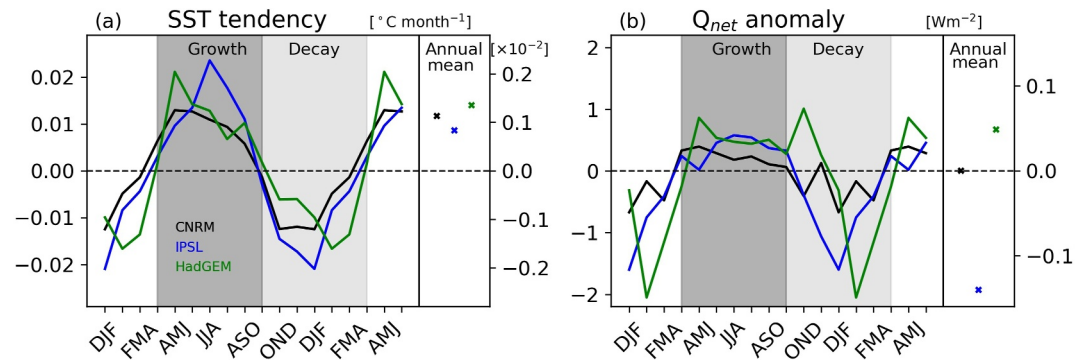 (a) SST tendency [°C month⁻¹]
Growth Decay Annual mean [×10⁻²]
0.02
0.01
0.00
−0.01
−0.02
0.2
0.1
0.0
−0.1
−0.2
CNRM
IPSL
HadGEM
DJF FMA AMJ JJA ASO OND DJF FMA AMJ
(b) Qnet anomaly [Wm⁻²]
Growth Decay Annual mean
2
1
0
−1
−2
0.1
0.0
−0.1
DJF FMA AMJ JJA ASO OND DJF FMA AMJ